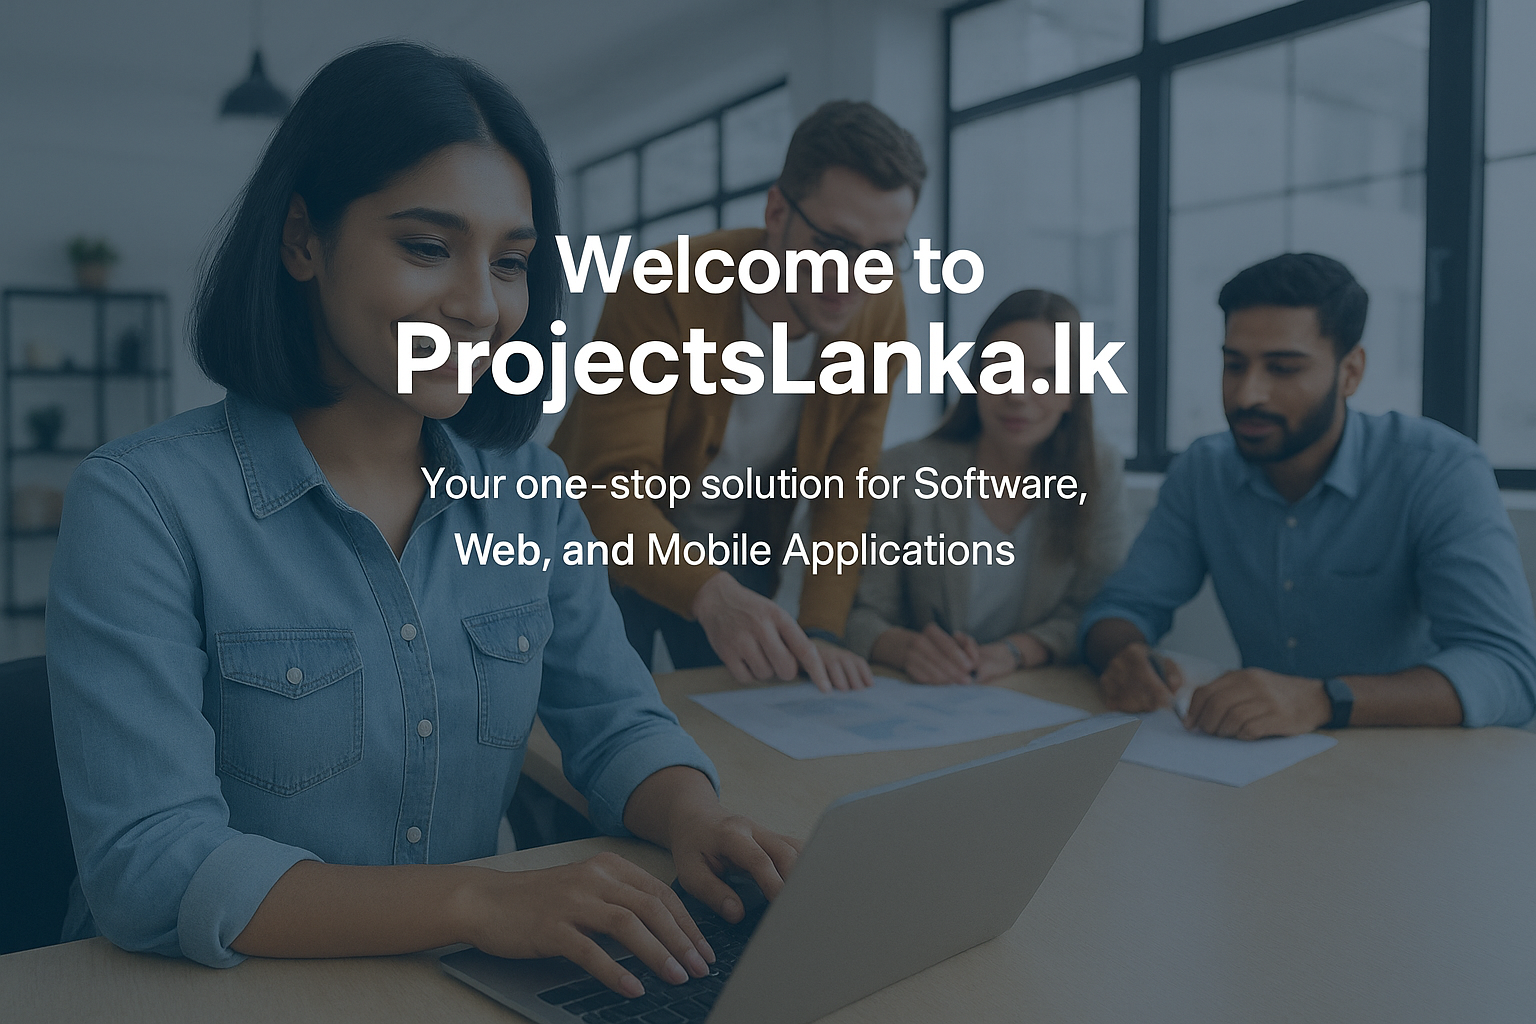 Welcome to
ProjectsLanka.lk
Your one-stop solution for Software,
Web, and Mobile Applications